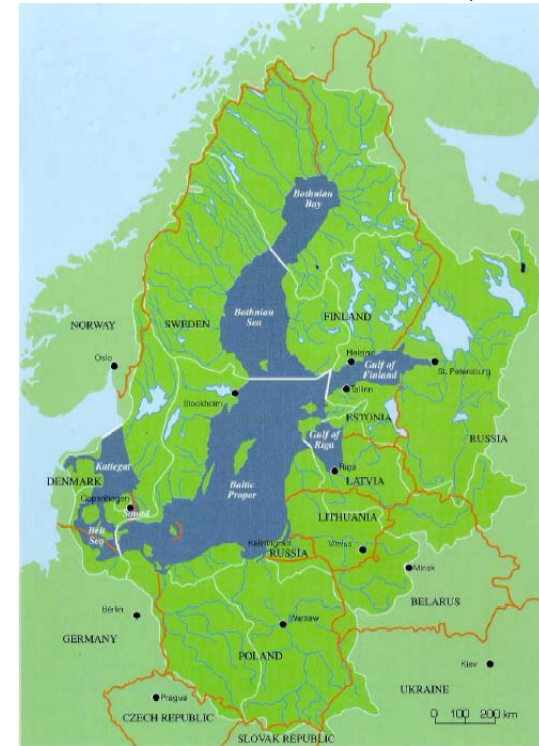 Bothnian
Bay
Bothnian
Sea
FINLAND
NORWAY
SWEDEN
Oslo
Helsinki
Gulf of
Finland
St. Petersburg
Tallinn
Stockholm
ESTONIA
Gulf of
Riga
RUSSIA
Kattegat
Riga
DENMARK
Baltic
Proper
LATVIA
Copenhagen
Sound
LITHUANIA
Belt
Sea
Kaliningrad
RUSSIA
Vilnius
Minsk
BELARUS
Berlin
Warsaw
GERMANY
POLAND
Kiev
UKRAINE
Prague
CZECH REPUBLIC
0 100 200 km
SLOVAK REPUBLIC